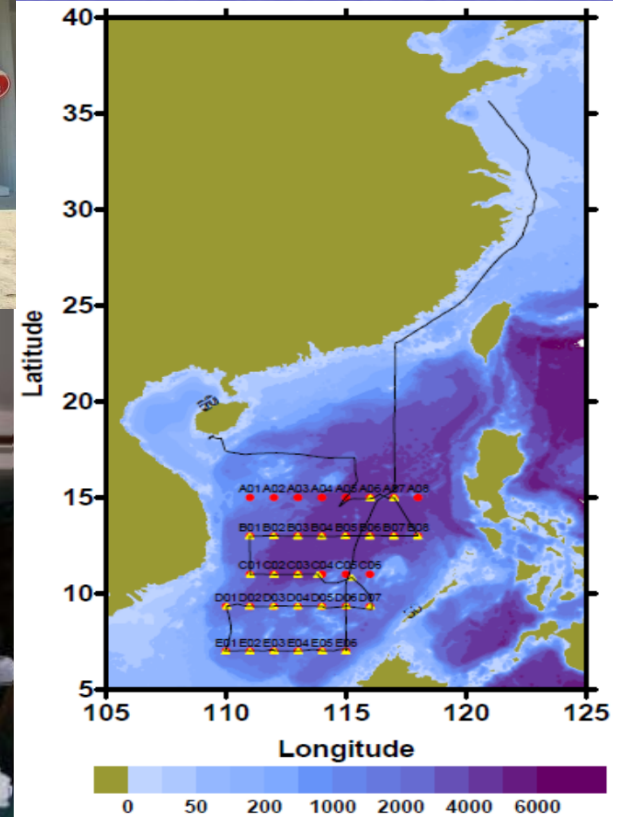 40
35
30
25
20
15
10
5
Latitude
50
A01 A02 A03 A04 A05 A06 A07 A08
B01 B02 B03 B04 B05 B06 B07 B08
C01 C02 C03 C04 C05 C06
D01 D02 D03 D04 D05 D06 D07
50
E01 E02 E03 E04 E05 E06
105 110 115 120 125
Longitude
0 50 200 1000 2000 4000 6000